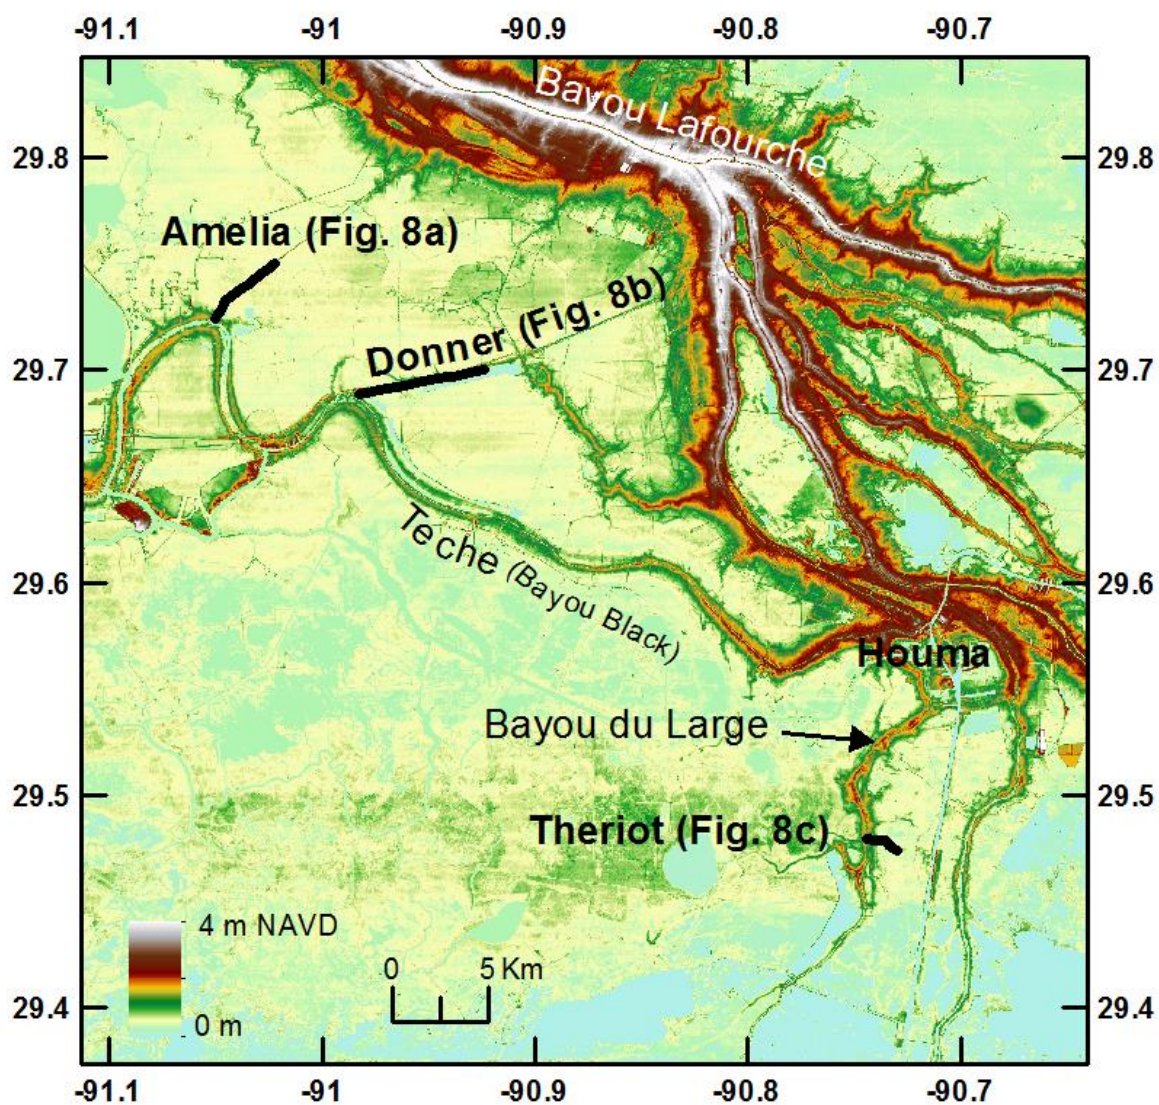 -91.1 -91 -90.9 -90.8 -90.7
Bayou Lafourche
29.8 29.8
Amelia (Fig. 8a)
Donner (Fig. 8b)
29.7 29.7
Teche (Bayou Black)
29.6 29.6
Houma
Bayou du Large
29.5 29.5
Theriot (Fig. 8c)
4 m NAVD
0 5 Km
0 m
29.4 29.4
-91.1 -91 -90.9 -90.8 -90.7